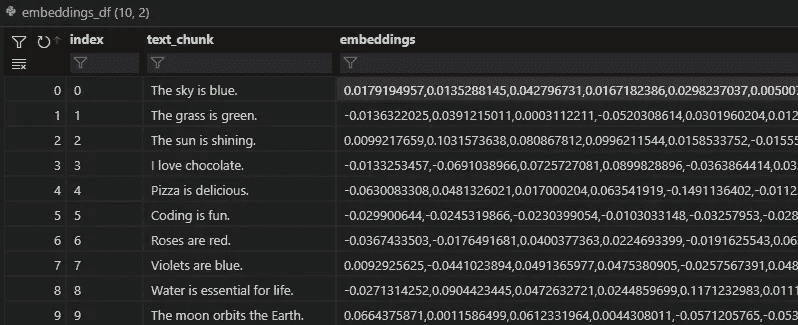 embeddings_df (10, 2)
index text_chunk embeddings
0 0 The sky is blue. 0.0179194957,0.0135288145,0.042796731,0.0167182386,0.0298237037,0.005007
1 1 The grass is green. -0.0136322025,0.0391215011,0.0003112211,-0.0520308614,0.0301960204,0.012
2 2 The sun is shining. 0.0099217659,0.1031573638,0.080867812,0.0996211544,0.0158533752,-0.01555
3 3 I love chocolate. -0.0133253457,-0.0691038966,0.0725727081,0.0899828896,-0.0363864414,0.03
4 4 Pizza is delicious. -0.0630083308,0.0481326021,0.017000204,0.063541919,-0.1491136402,-0.0112
5 5 Coding is fun. -0.029900644,-0.0245319866,-0.0230399054,-0.0103033148,-0.03257953,-0.028
6 6 Roses are red. -0.0367433503,-0.0176491681,0.0400377363,0.0224693399,-0.0191625543,0.06
7 7 Violets are blue. 0.0092925625,-0.0441023894,0.0491365977,0.0475380905,-0.0257567391,0.048
8 8 Water is essential for life. -0.0271314252,0.0904423445,0.0472632721,0.0244859699,0.1171232983,0.0111
9 9 The moon orbits the Earth. 0.0664375871,0.0011586499,0.0612331964,0.0044308011,-0.0571205765,-0.053